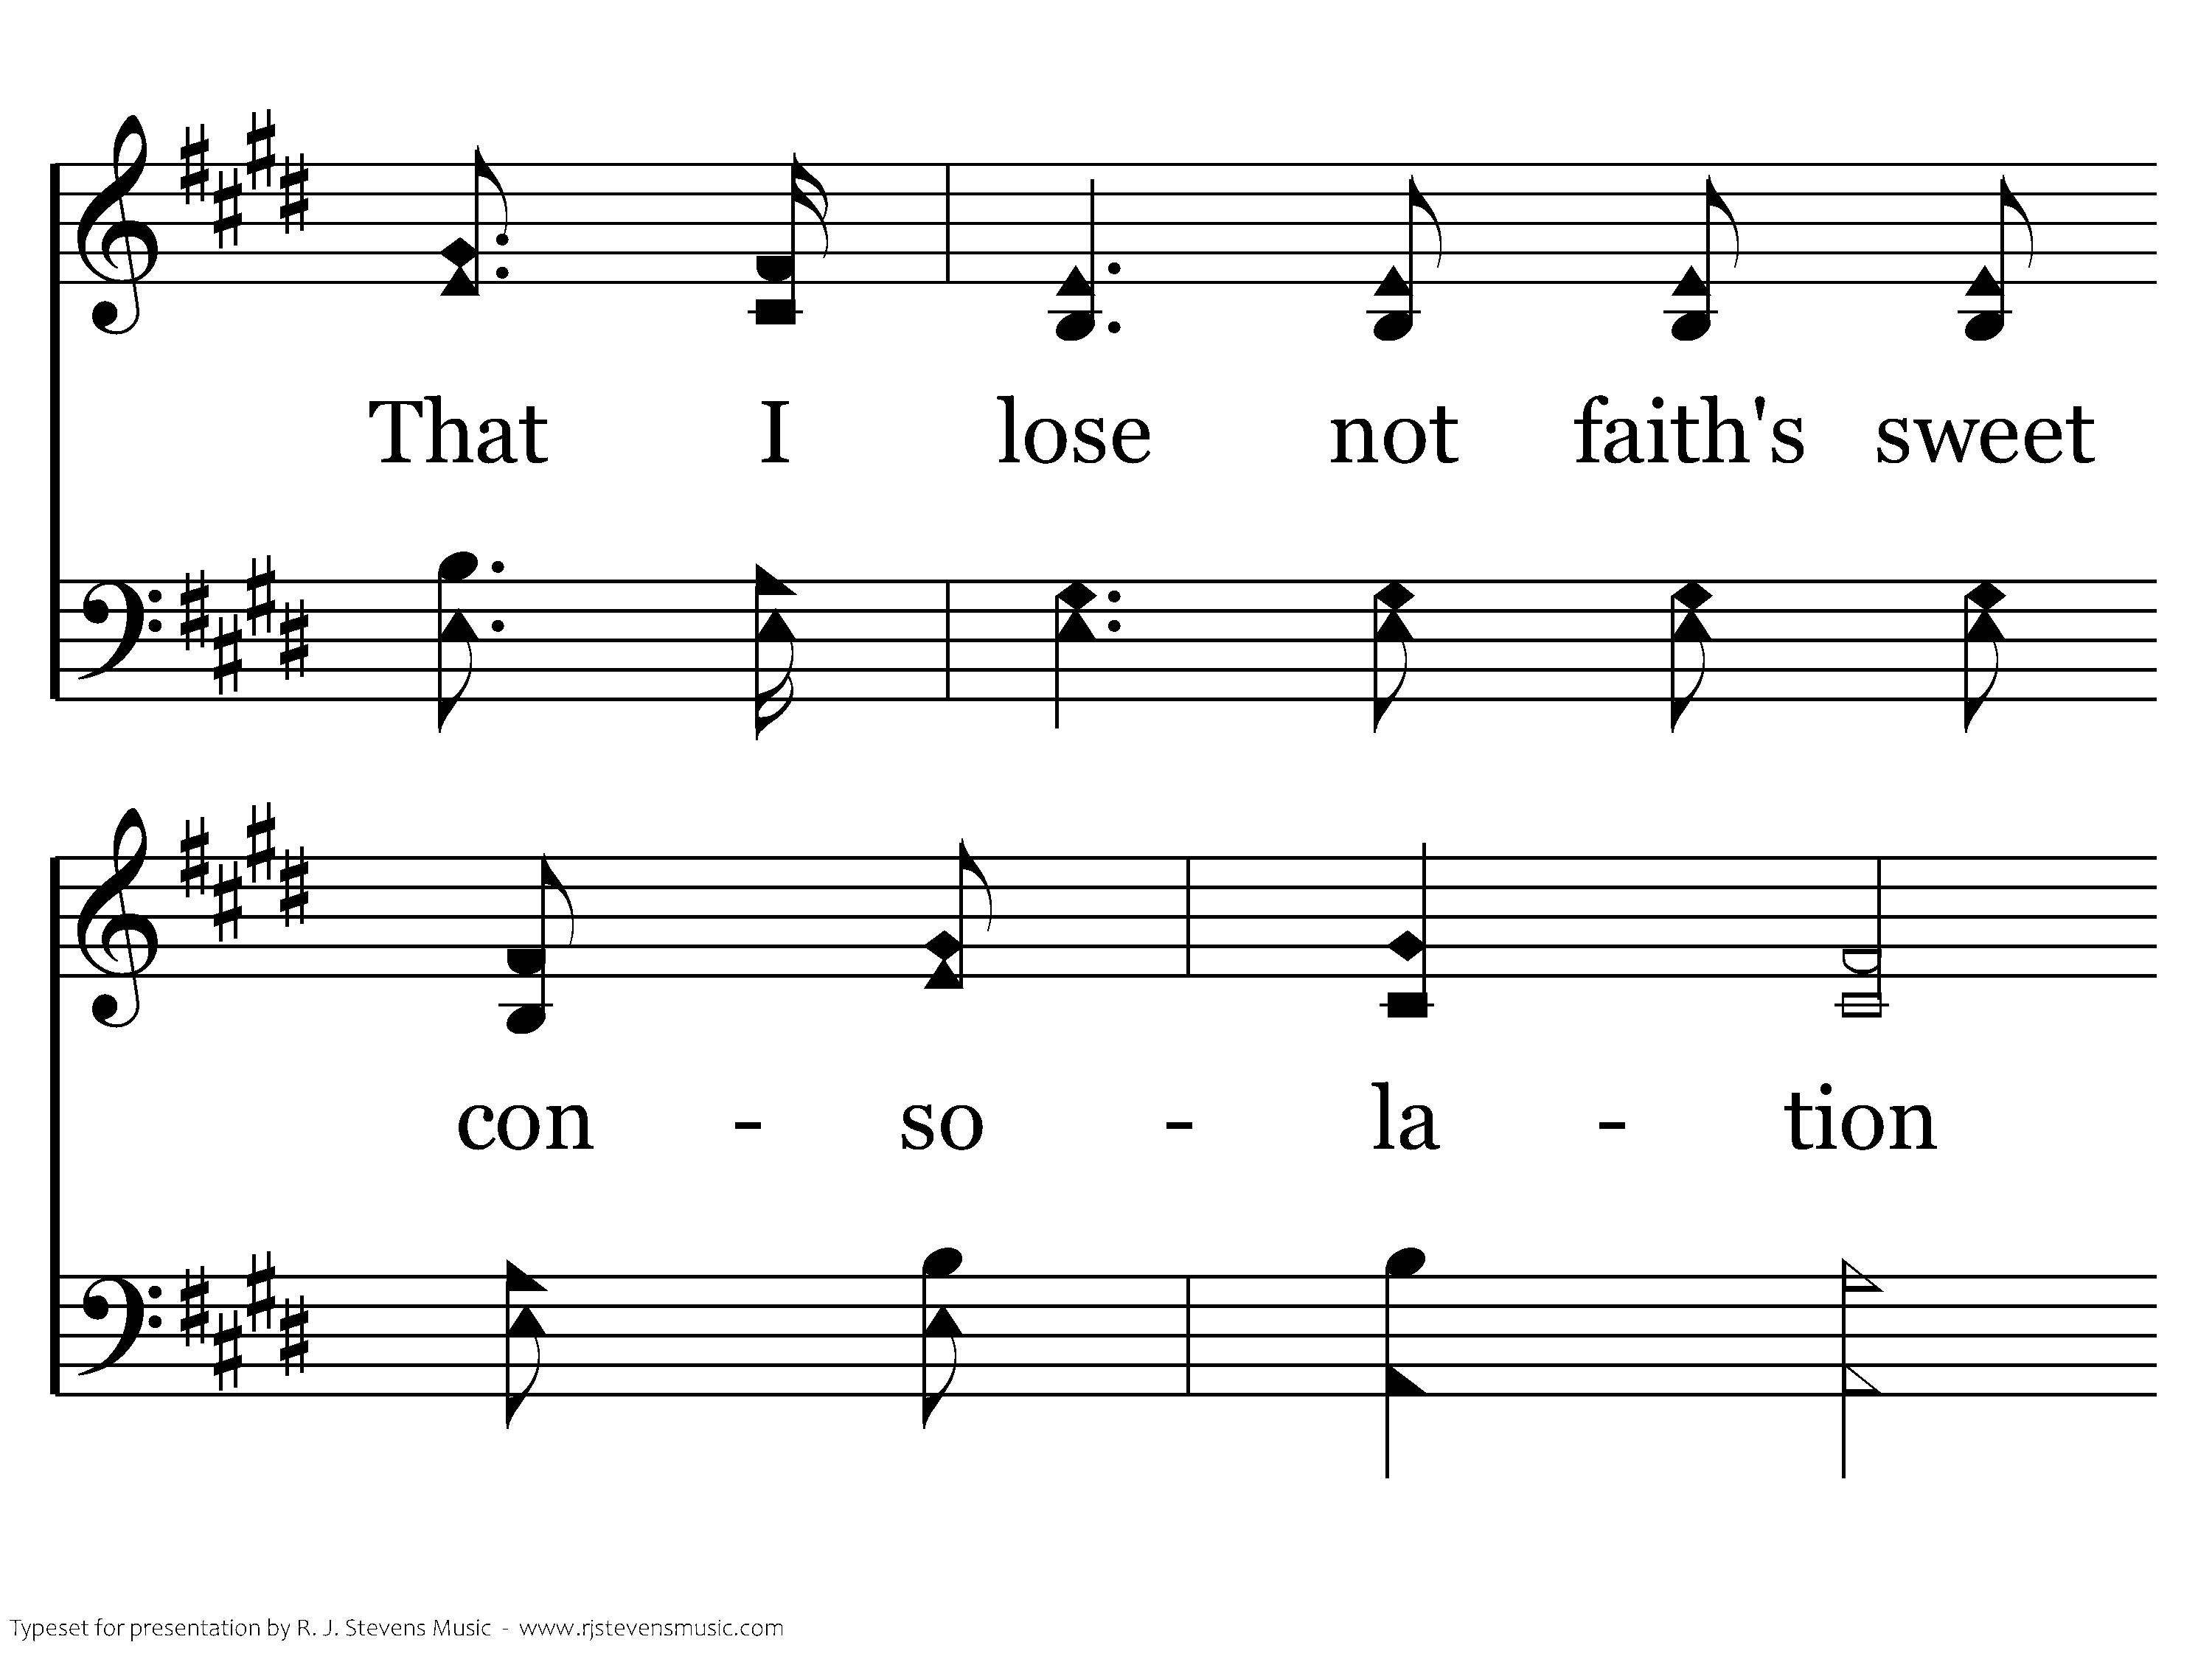 That I lose not faith's sweet
con - so - la - tion
Typeset for presentation by R. J. Stevens Music - www.rjstevensmusic.com